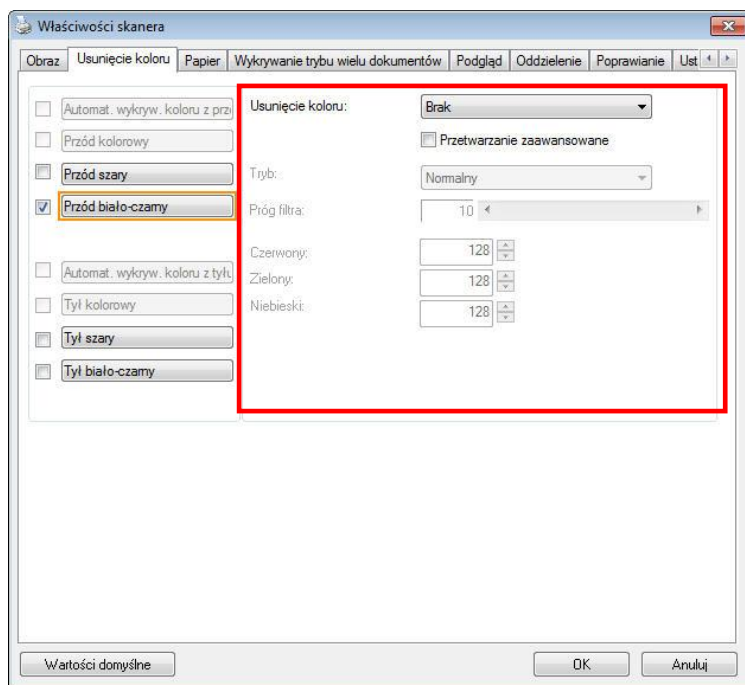 Właściwości skanera
Obraz Usunięcie koloru Papier Wykrywanie trybu wielu dokumentów Podgląd Oddzielenie Poprawianie Ust
Automat. wykryw. koloru z prze
Przód kolorowy
Przód szary
Przód biało-czarny
Automat. wykryw. koloru z tyłu
Tył kolorowy
Tył szary
Tył biało-czarny
Usunięcie koloru: Brak
Przetwarzanie zaawansowane
Tryb: Normalny
Próg filtra: 10
Czerwony: 128
Zielony: 128
Niebieski: 128
Wartości domyślne OK Anuluj